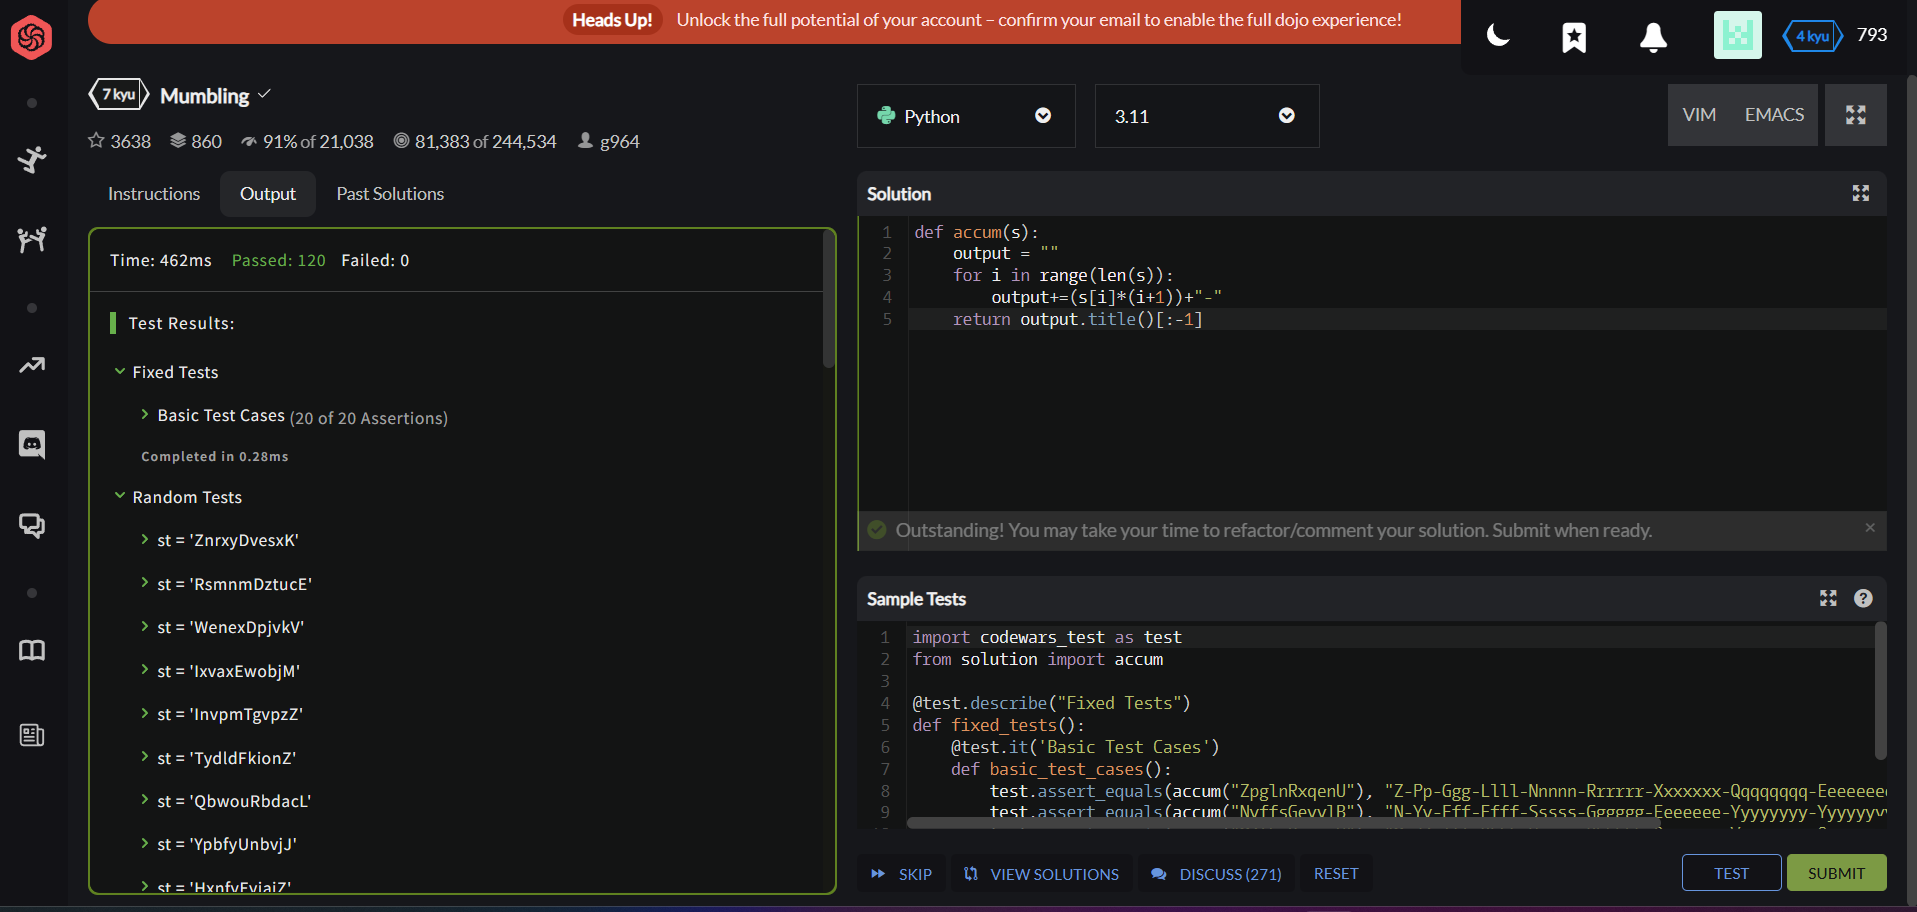 Heads Up! Unlock the full potential of your account – confirm your email to enable the full dojo experience!
4 kyu 793
7 kyu Mumbling
3638 860 91% of 21,038 81,383 of 244,534 g964
Instructions Output Past Solutions
Time: 462ms Passed: 120 Failed: 0
Test Results:
Fixed Tests
Basic Test Cases (20 of 20 Assertions)
Completed in 0.28ms
Random Tests
st = 'ZnrxyDvesxK'
st = 'RsmnmDztucE'
st = 'WenexDpjvkV'
st = 'IxvaxEwobjM'
st = 'InvpmTgvpzZ'
st = 'TydldFkionZ'
st = 'QbwouRbdacL'
st = 'YpbfyUnbvjJ'
st = 'HxnfyEviaiZ'
Python 3.11 VIM EMACS
Solution
1 def accum(s):
2 output = ""
3 for i in range(len(s)):
4 output+=(s[i]*(i+1))+"-"
5 return output.title()[:-1]
Outstanding! You may take your time to refactor/comment your solution. Submit when ready.
Sample Tests
1 import codewars_test as test
2 from solution import accum
3
4 @test.describe("Fixed Tests")
5 def fixed_tests():
6 @test.it('Basic Test Cases')
7 def basic_test_cases():
8 test.assert_equals(accum("ZpglnRxqenU"), "Z-Pp-Ggg-Llll-Nnnnn-Rrrrrr-Xxxxxxx-Qqqqqqqq-Eeeeeee
9 test.assert_equals(accum("NyffsGeyylB"), "N-Yy-Fff-Ffff-Sssss-Gggggg-Eeeeeee-Yyyyyyyy-Yyyyyyy
SKIP VIEW SOLUTIONS DISCUSS (271) RESET TEST SUBMIT